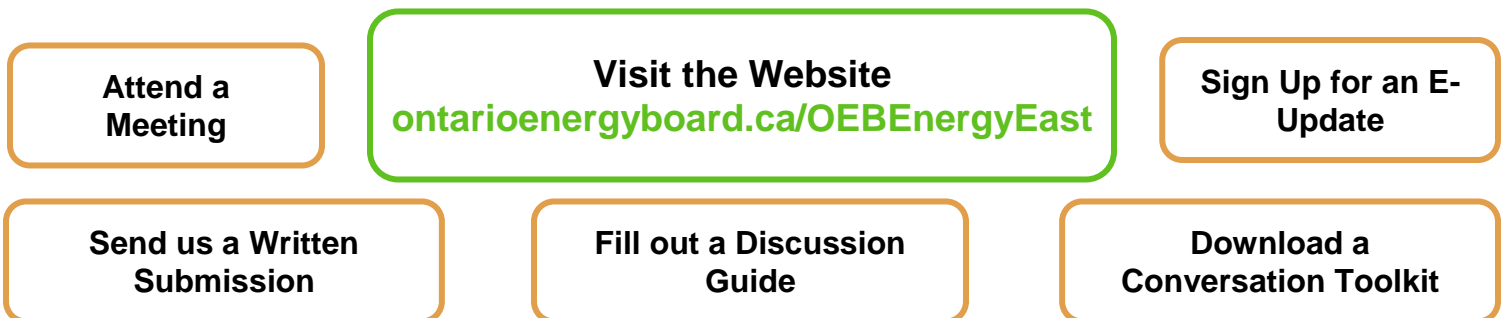 Attend a
Meeting
Visit the Website
ontarioenergyboard.ca/OEBEnergyEast
Sign Up for an E-
Update
Send us a Written
Submission
Fill out a Discussion
Guide
Download a
Conversation Toolkit